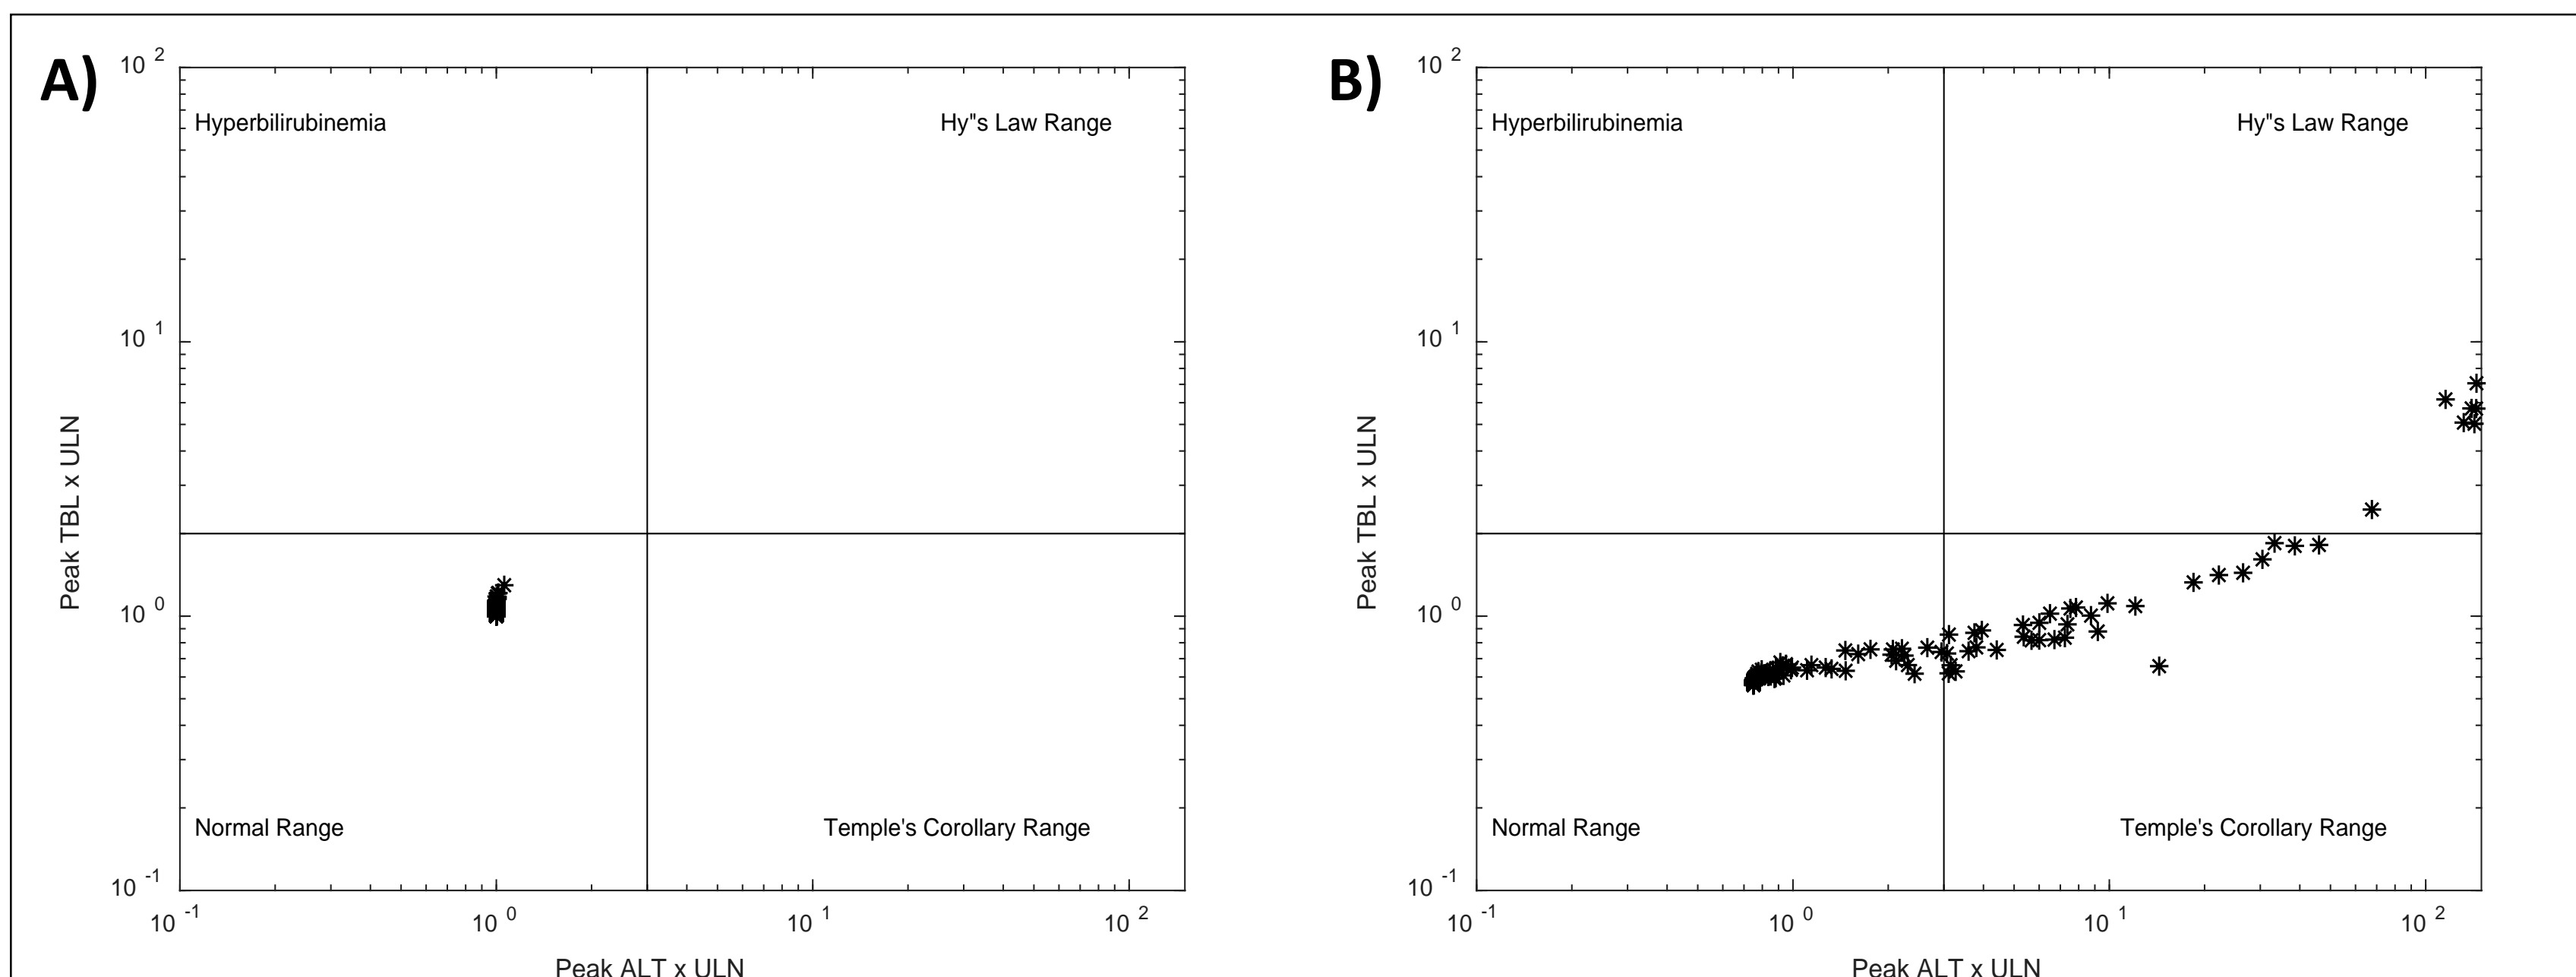 A)
10 2
Hyperbilirubinemia
Hy"s Law Range
10 1
Peak TBL x ULN
10 0
Normal Range
Temple's Corollary Range
10 -1
10 -1
10 0
10 1
10 2
Peak ALT x ULN
B)
10 2
Hyperbilirubinemia
Hy"s Law Range
10 1
Peak TBL x ULN
10 0
Normal Range
Temple's Corollary Range
10 -1
10 -1
10 0
10 1
10 2
Peak ALT x ULN